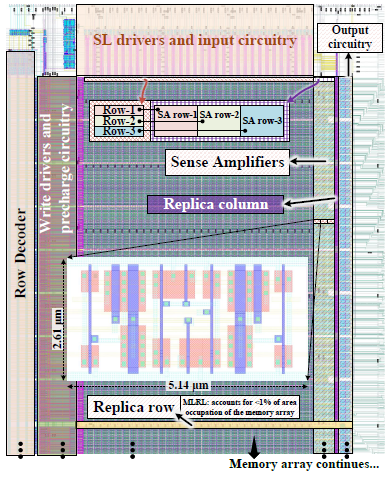 SL drivers and input circuitry
Output
circuitry
Row Decoder
Write drivers and
precharge circuitry
Row-1
Row-2
Row-3
SA row-1
SA row-2
SA row-3
Sense Amplifiers
Replica column
2.61 μm
5.14 μm
Replica row
MLRL: accounts for <1% of area
occupation of the memory array
Memory array continues...